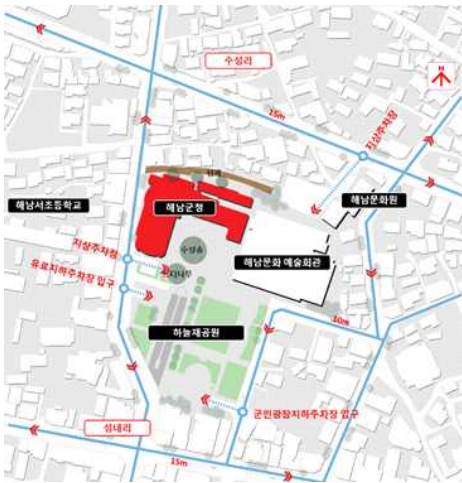 수성리
N
15m
지상주차장
해남서초등학교
해남군청
해남문화원
수성송
지상주차장
해남문화 예술회관
유료지하주차장 입구
하늘재공원
10m
군민광장지하주차장 입구
성내리
15m